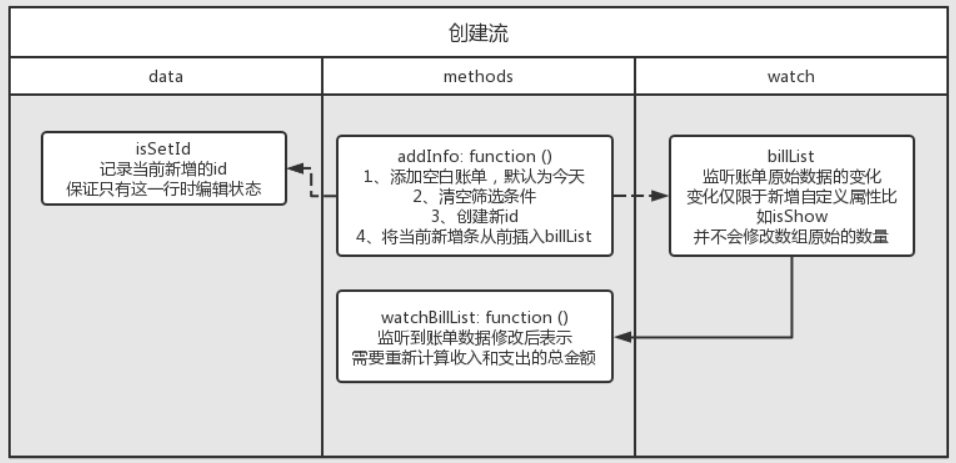 创建流
data
methods
watch
isSetId
记录当前新增的id
保证只有这一行时编辑状态
addInfo: function ()
1、添加空白账单，默认为今天
2、清空筛选条件
3、创建新id
4、将当前新增条从前插入billList
billList
监听账单原始数据的变化
变化仅限于新增自定义属性比
如isShow
并不会修改数组原始的数量
watchBillList: function ()
监听到账单数据修改后表示
需要重新计算收入和支出的总金额